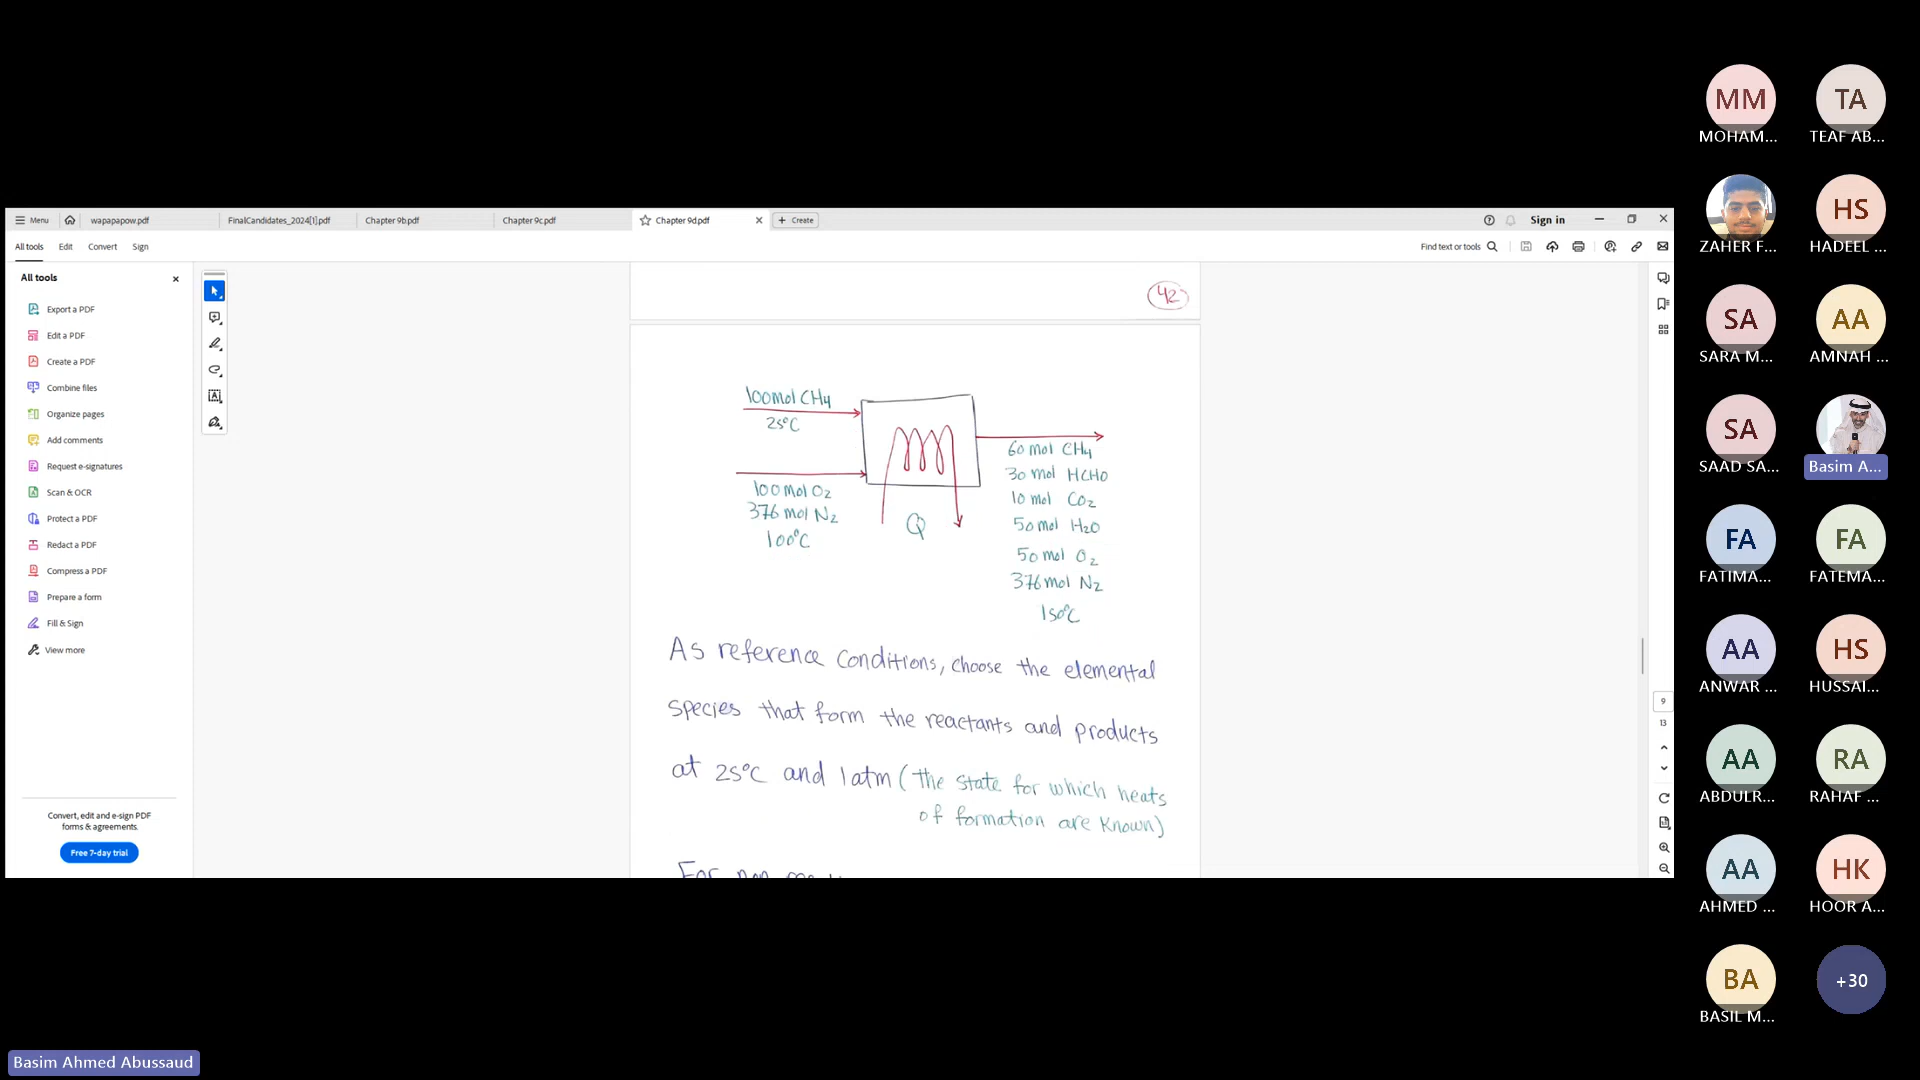 Menu
wapapapow.pdf
FinalCandidates_2024[1].pdf
Chapter 9b.pdf
Chapter 9c.pdf
Chapter 9d.pdf
Create
Sign in
All tools
Edit
Convert
Sign
Find text or tools
All tools
Export a PDF
Edit a PDF
Create a PDF
Combine files
Organize pages
Add comments
Request e-signatures
Scan & OCR
Protect a PDF
Redact a PDF
Compress a PDF
Prepare a form
Fill & Sign
View more
Convert, edit and e-sign PDF
forms & agreements.
Free 7-day trial
42
100mol CH4
25°C
100mol O2
376 mol N2
100°C
Q
60 mol CH4
30 mol HCHO
10 mol CO2
50 mol H2O
50 mol O2
376 mol N2
150°C
As reference conditions, choose the elemental
species that form the reactants and products
at 25°C and 1atm (the state for which heats
of formation are known)
9
13
MM
MOHAM...
TA
TEAF AB...
ZAHER F...
HS
HADEEL ...
SA
SARA M...
AA
AMNAH ...
SA
SAAD SA...
Basim A...
FA
FATIMA...
FA
FATEMA...
AA
ANWAR ...
HS
HUSSAI...
AA
ABDULR...
RA
RAHAF ...
AA
AHMED ...
HK
HOOR A...
BA
BASIL M...
+30
Basim Ahmed Abussaud